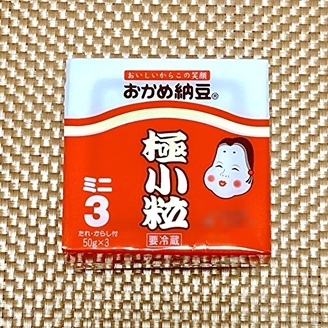 おいしいからこの笑顔
おかめ納豆®
極小粒
ミニ
3
たれ・からし付
50g×3
要冷蔵